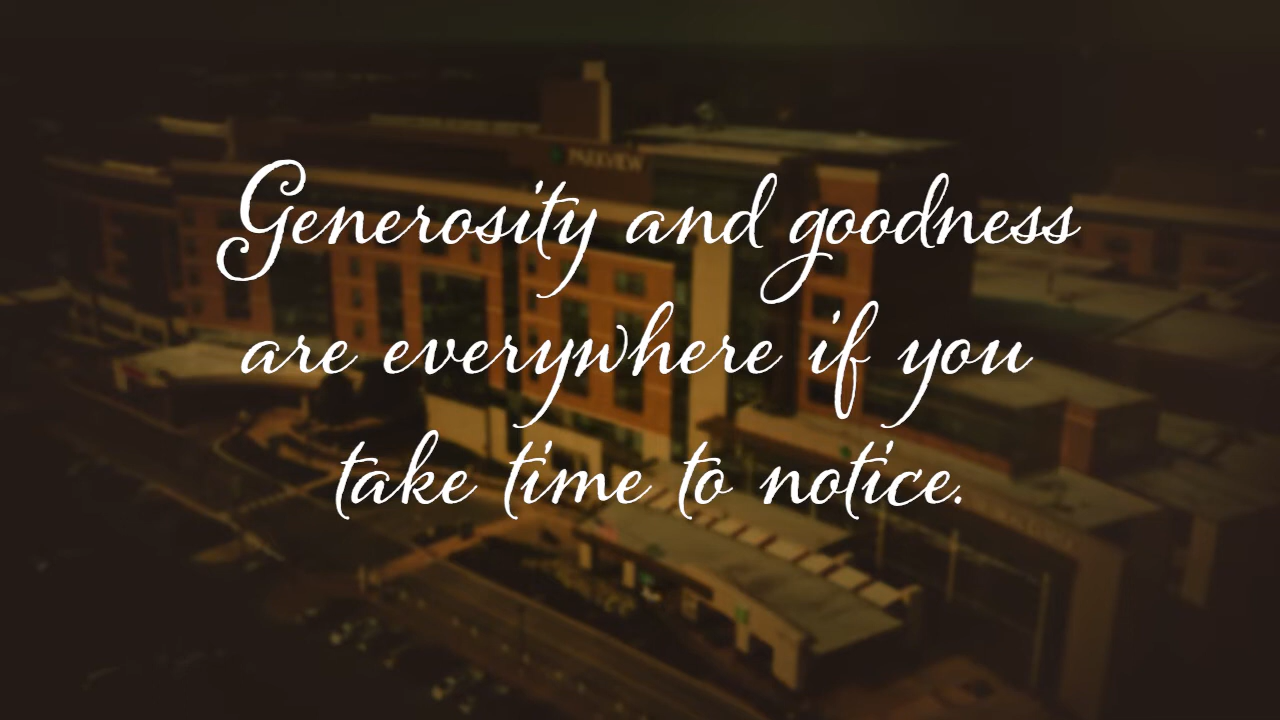 PARKVIEW
Generosity and goodness
are everywhere if you
take time to notice.